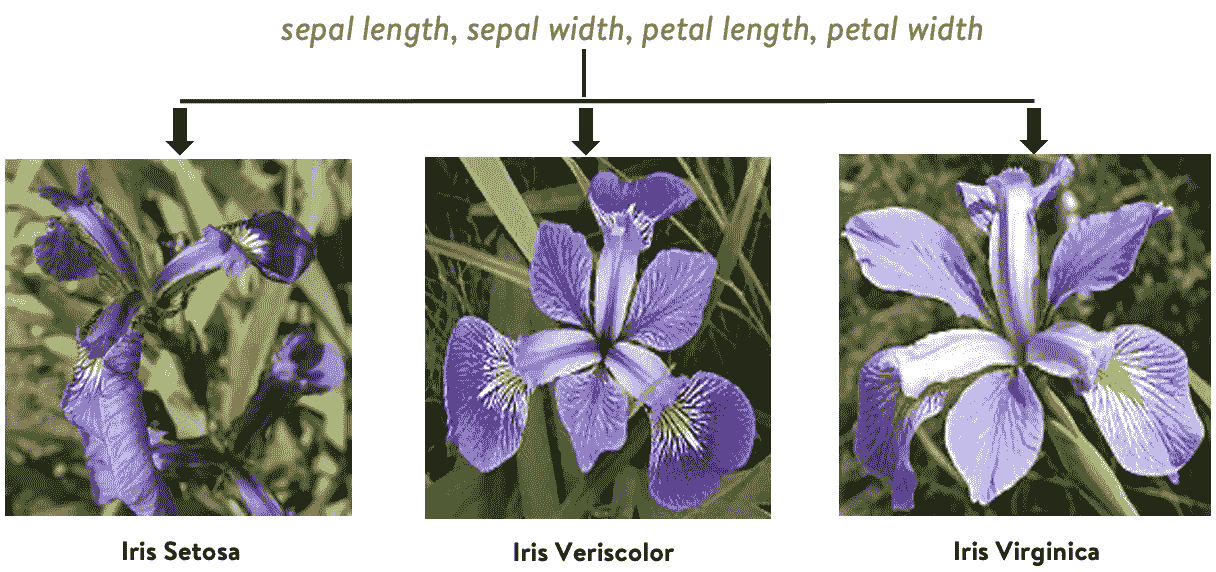 sepal length, sepal width, petal length, petal width
Iris Setosa
Iris Veriscolor
Iris Virginica